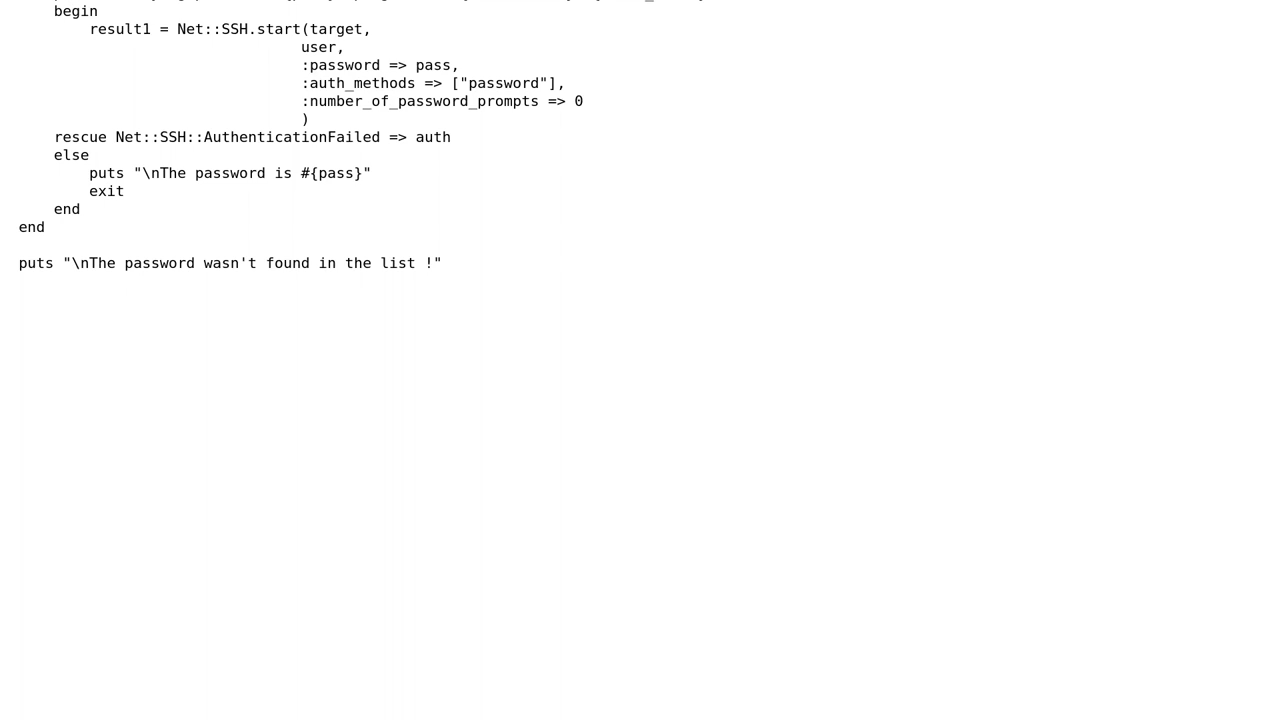 begin
result1 = Net::SSH.start(target,
user,
:password => pass,
:auth_methods => ["password"],
:number_of_password_prompts => 0
)
rescue Net::SSH::AuthenticationFailed => auth
else
puts "\nThe password is #{pass}"
exit
end
end
puts "\nThe password wasn't found in the list !"